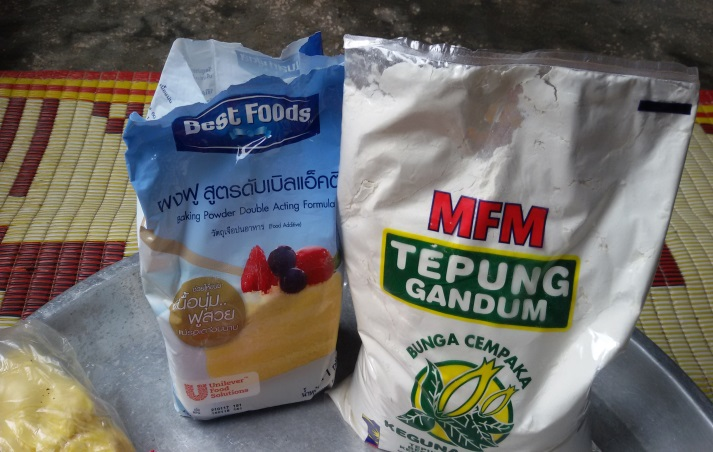 Best Foods
ผงฟู สูตรดับเบิลแอ็คติ
Baking Powder Double Acting Formula
วัตถุเจือปนอาหาร (Food Additive)
เนื้อนุ่ม...
ฟูสวย
Unilever
Food
Solutions
MFM
TEPUNG
GANDUM
BUNGA CEMPAKA
KEGUNA